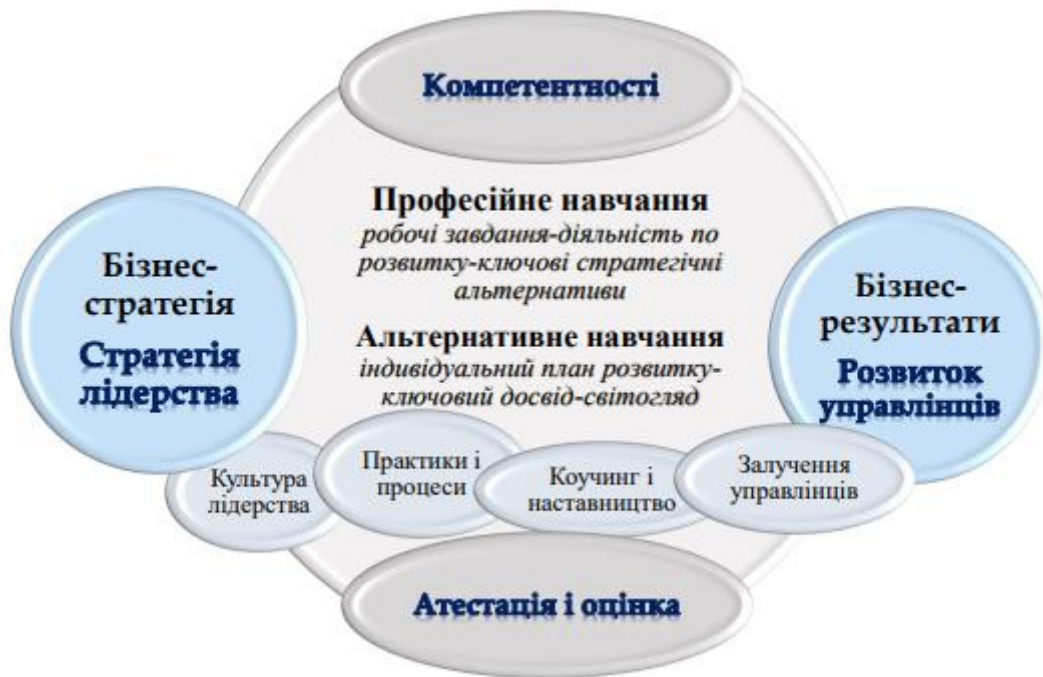 Компетентності
Професійне навчання
робочі завдання-діяльність по
розвитку-ключові стратегічні
альтернативи
Альтернативне навчання
індивідуальний план розвитку-
ключовий досвід-світогляд
Бізнес-
стратегія
Стратегія
лідерства
Бізнес-
результати
Розвиток
управлінців
Культура
лідерства
Практики і
процеси
Коучинг і
наставництво
Залучення
управлінців
Атестація і оцінка